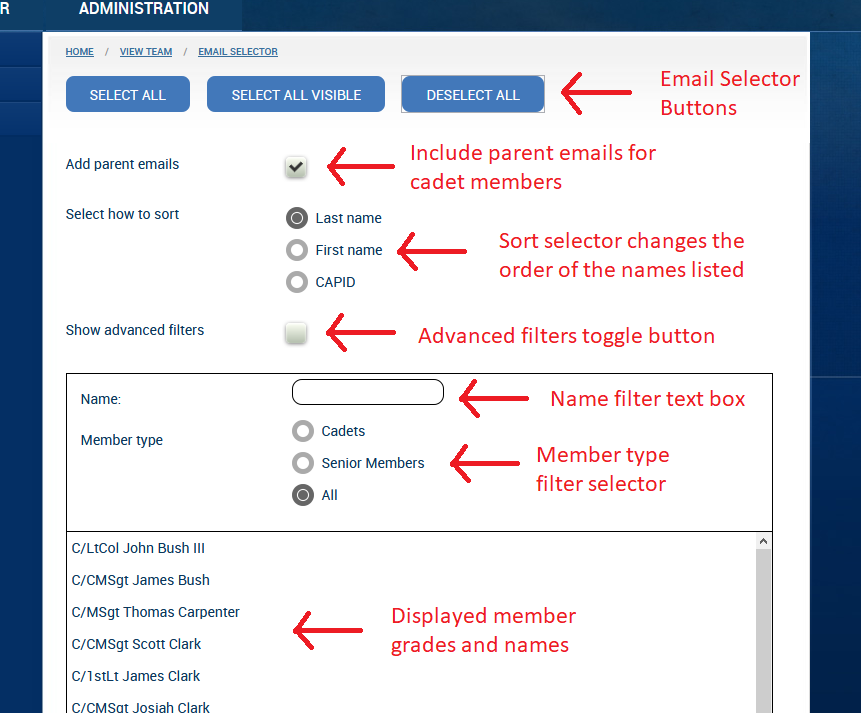 R ADMINISTRATION
HOME / VIEW TEAM / EMAIL SELECTOR
SELECT ALL SELECT ALL VISIBLE DESELECT ALL
Email Selector
Buttons
Add parent emails
Include parent emails for
cadet members
Select how to sort
Last name
First name
CAPID
Sort selector changes the
order of the names listed
Show advanced filters
Advanced filters toggle button
Name:
Name filter text box
Member type
Cadets
Senior Members
All
Member type
filter selector
C/LtCol John Bush III
C/CMSgt James Bush
C/MSgt Thomas Carpenter
C/CMSgt Scott Clark
C/1stLt James Clark
C/CMSgt Josiah Clark
Displayed member
grades and names